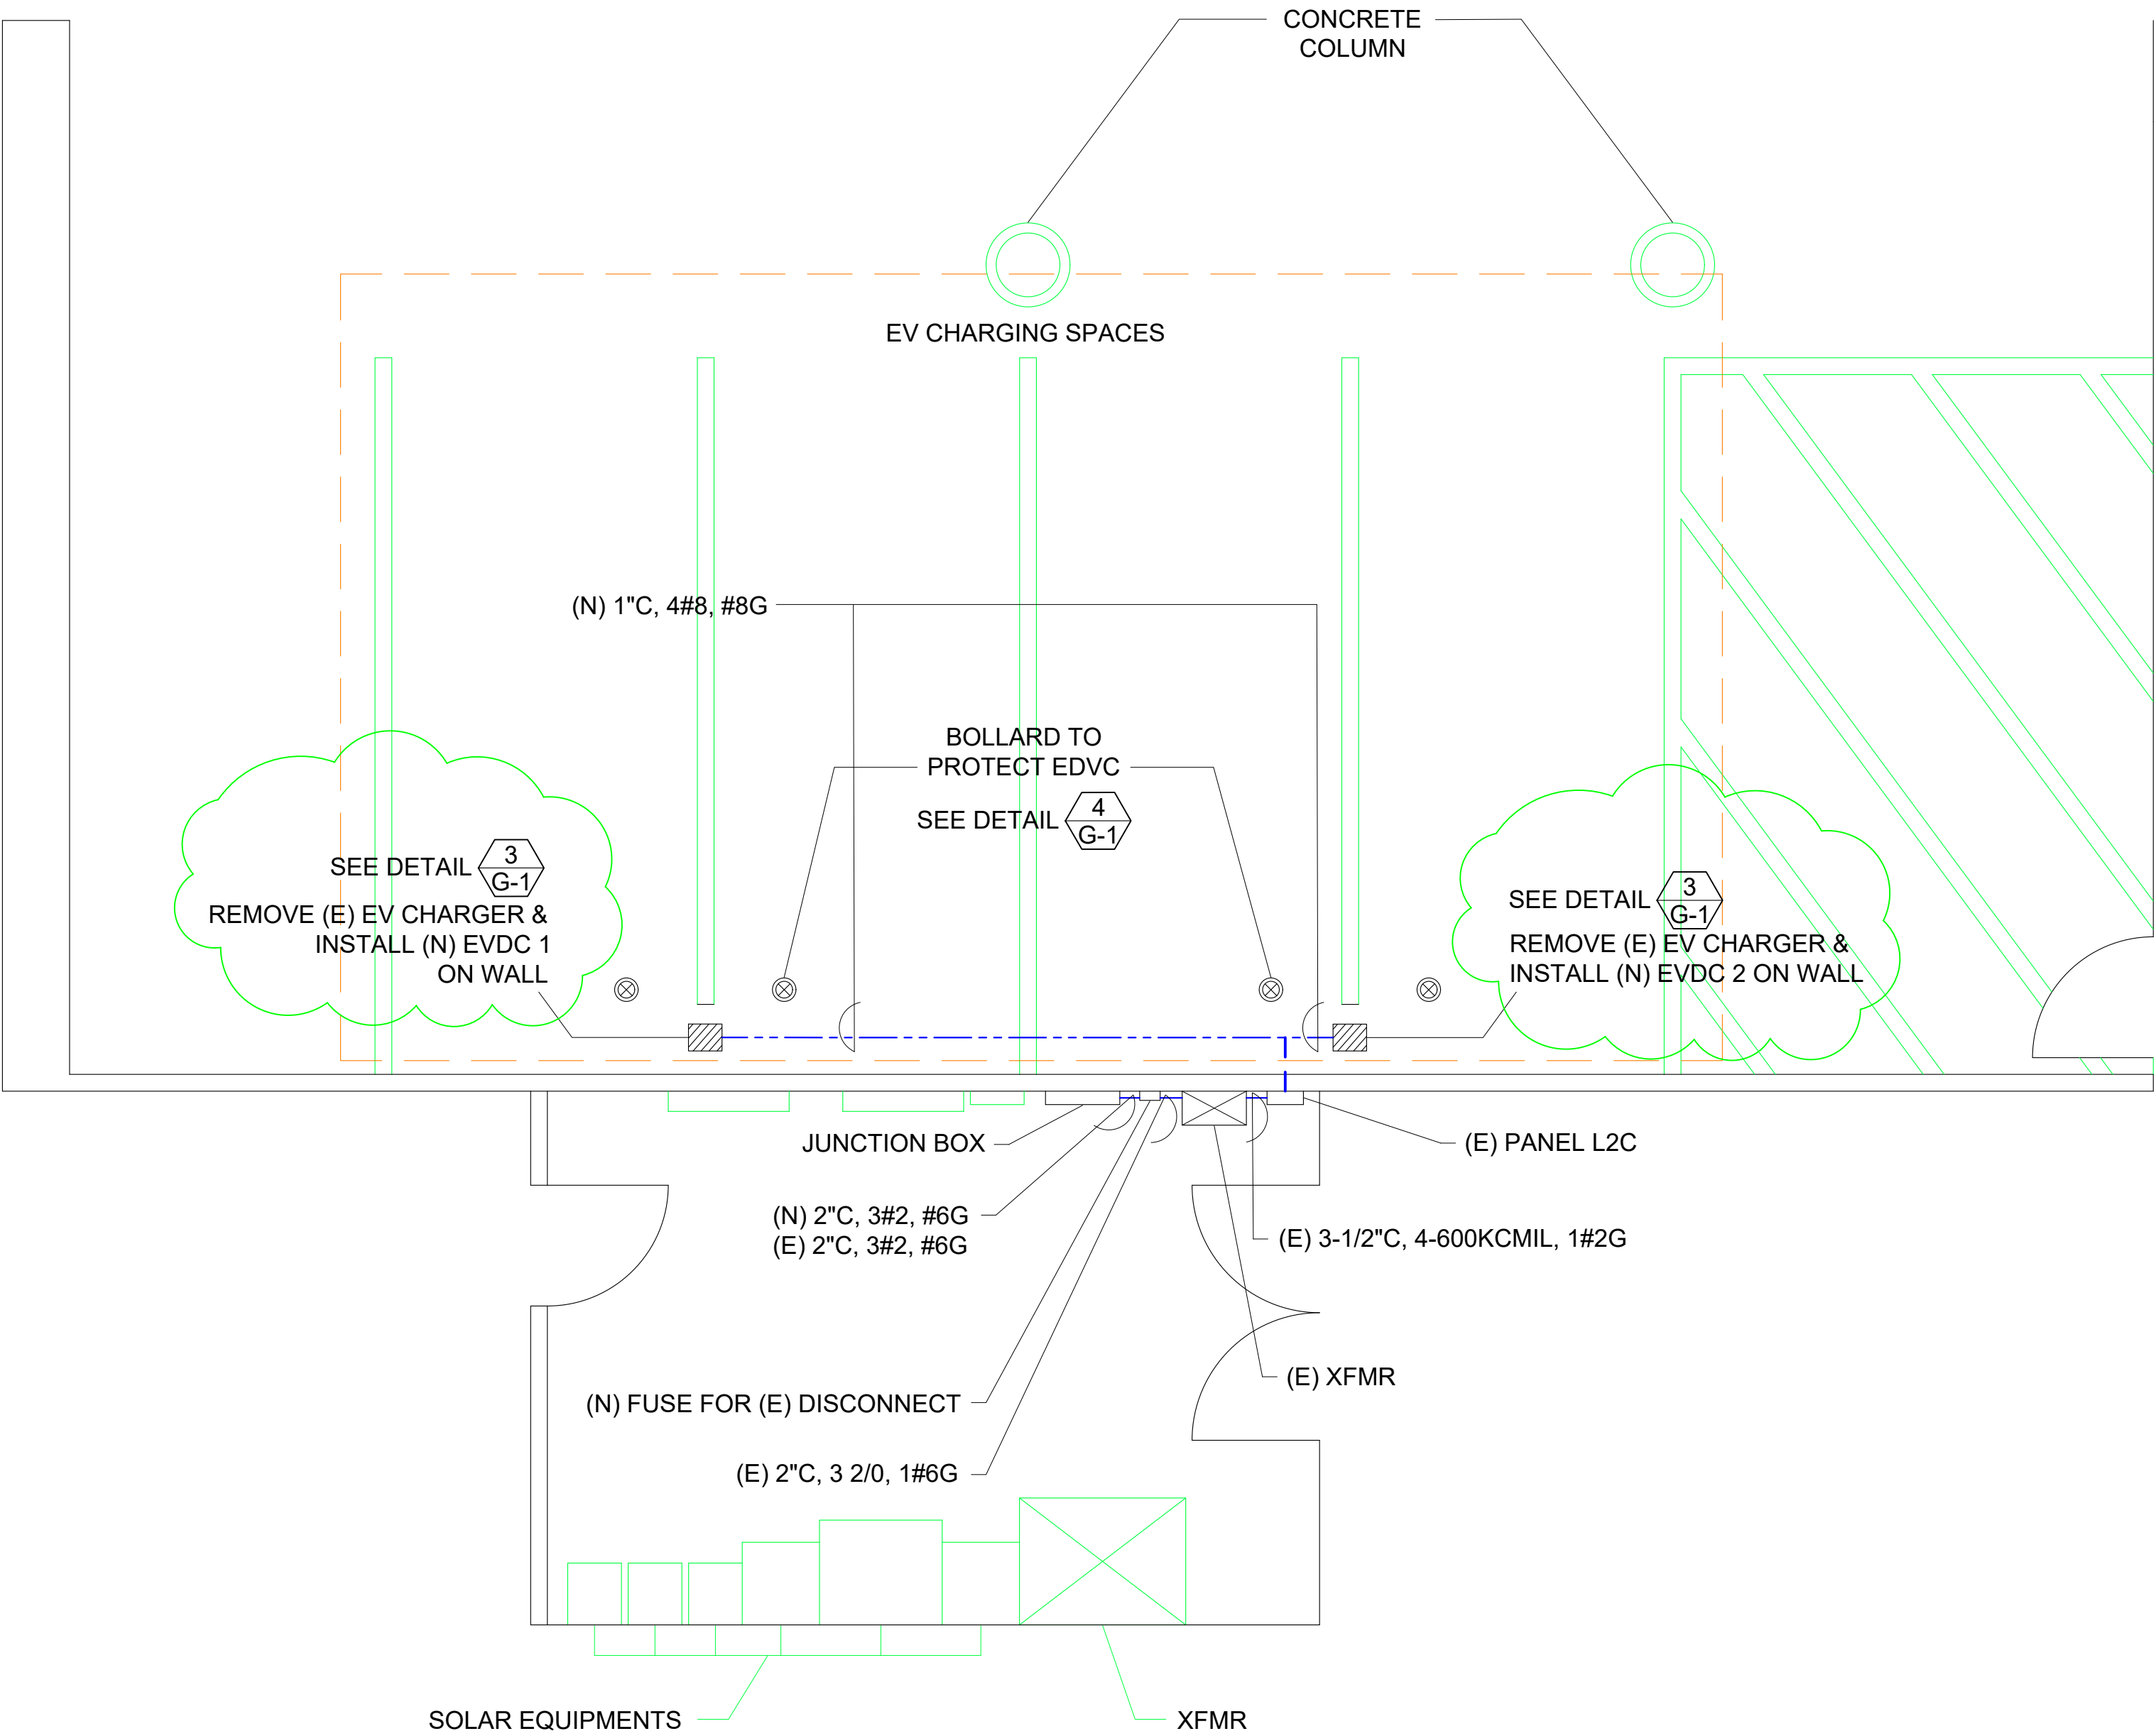 CONCRETE
COLUMN
EV CHARGING SPACES
(N) 1"C, 4#8, #8G
BOLLARD TO
PROTECT EDVC
SEE DETAIL 4
G-1
SEE DETAIL 3
G-1
REMOVE (E) EV CHARGER &
INSTALL (N) EVDC 1
ON WALL
SEE DETAIL 3
G-1
REMOVE (E) EV CHARGER &
INSTALL (N) EVDC 2 ON WALL
JUNCTION BOX
(E) PANEL L2C
(N) 2"C, 3#2, #6G
(E) 2"C, 3#2, #6G
(E) 3-1/2"C, 4-600KCMIL, 1#2G
(E) XFMR
(N) FUSE FOR (E) DISCONNECT
(E) 2"C, 3 2/0, 1#6G
SOLAR EQUIPMENTS
XFMR